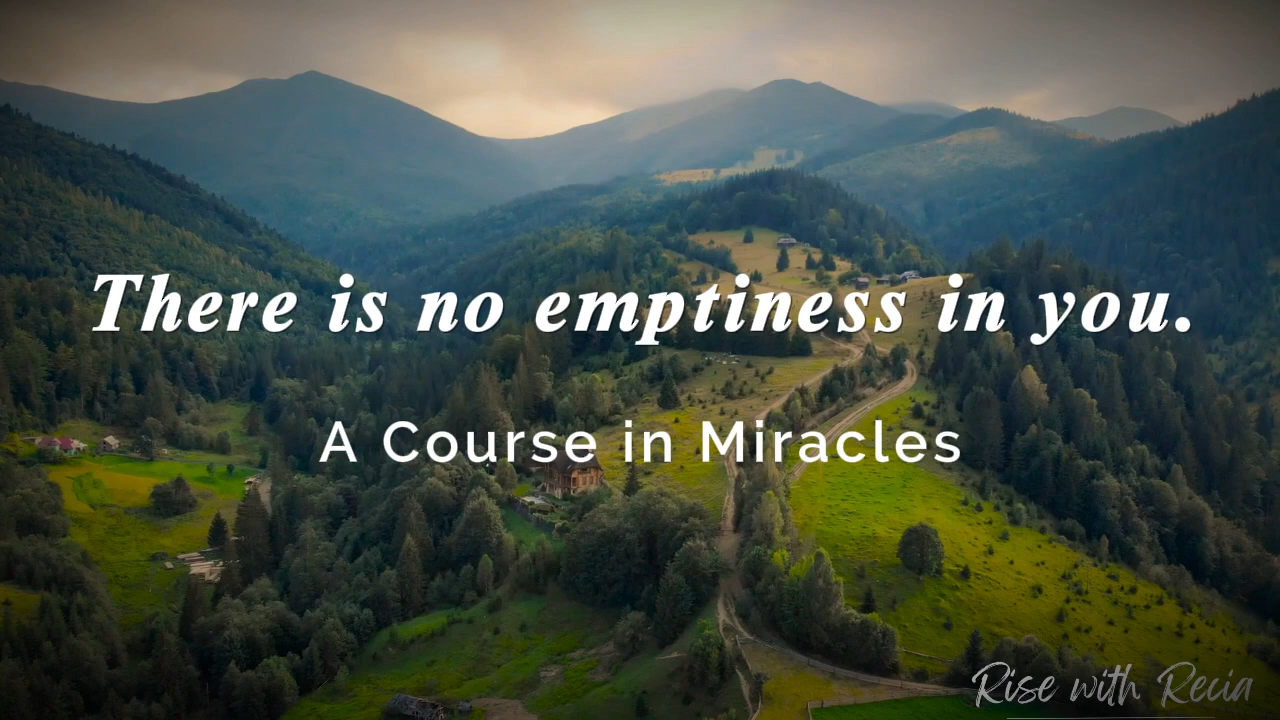 There is no emptiness in you.
A Course in Miracles
Rise with Recia